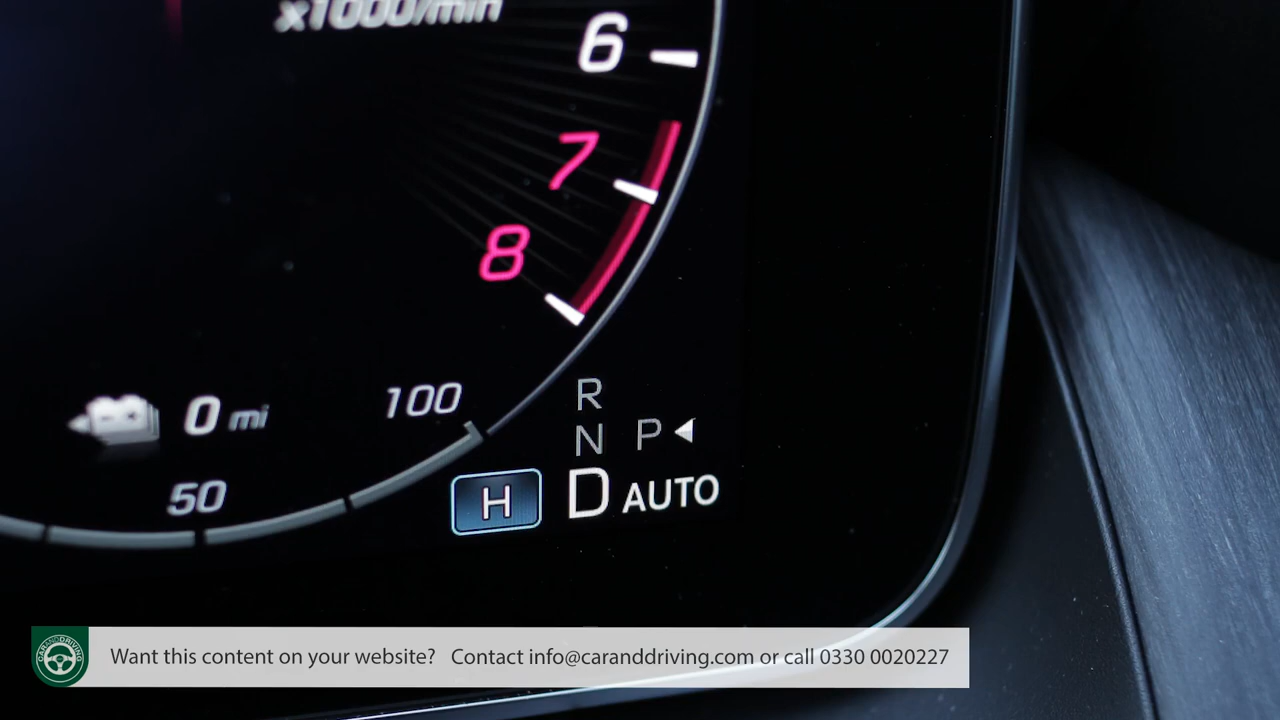 x1000/min
6
7
8
0 mi
100
50
R
N P
H D AUTO
CARANDDRIVING
Want this content on your website? Contact info@caranddriving.com or call 0330 0020227